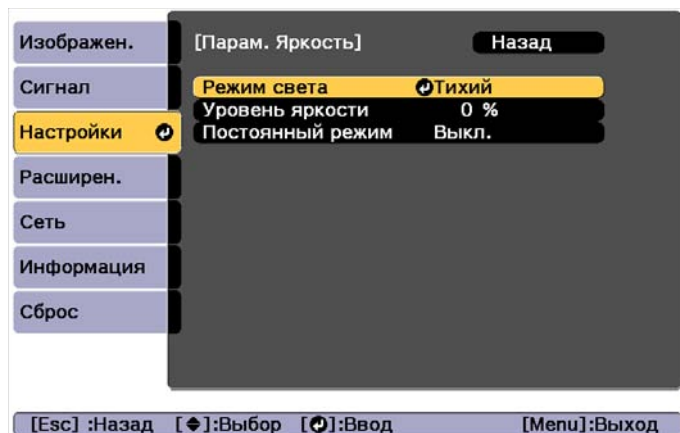 Изображен.
Сигнал
Настройки
Расширен.
Сеть
Информация
Сброс
[Парам. Яркость] Назад
Режим света Тихий
Уровень яркости 0 %
Постоянный режим Выкл.
[Esc] :Назад [◆]:Выбор [⏎]:Ввод [Menu]:Выход